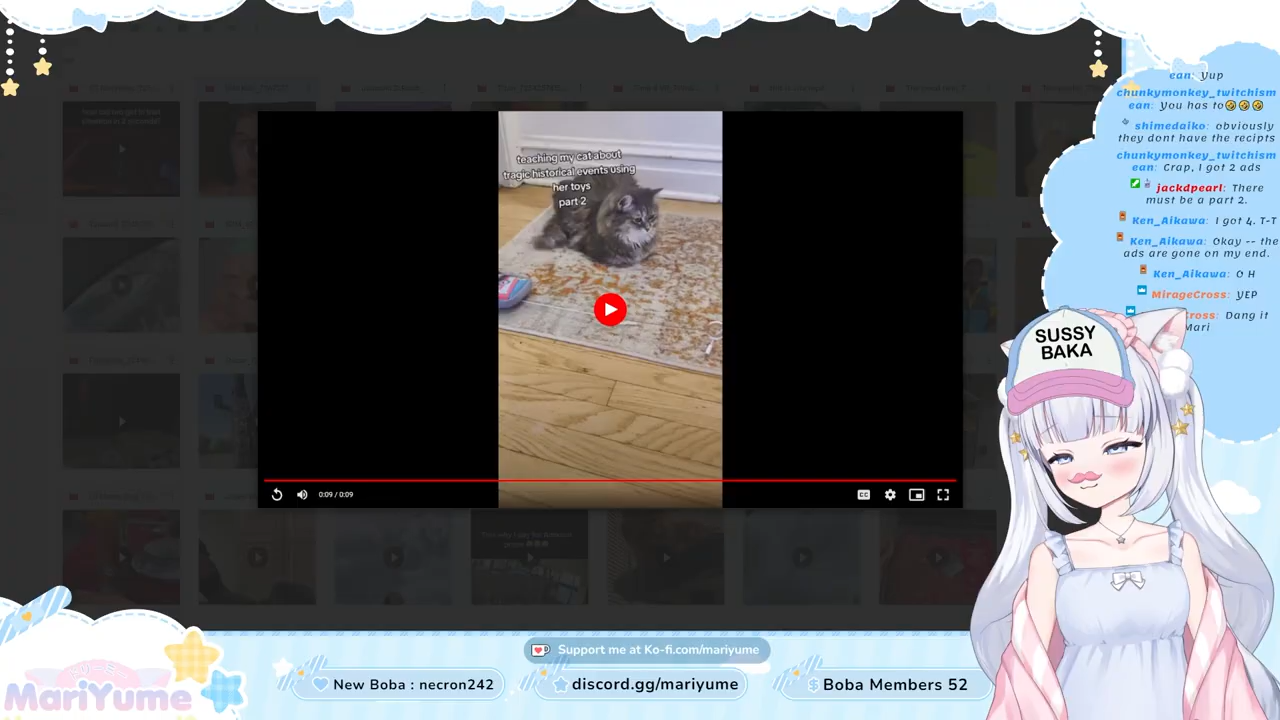 teaching my cat about
tragic historical events using
her toys
part 2
0:09 / 0:09
CC
ean: Yup
chunkymonkey_twitchism
ean: You has to
shimedaiko: obviously
they dont have the recipts
chunkymonkey_twitchism
ean: Crap, I got 2 ads
jackdpearl: There
must be a part 2.
Ken_Aikawa: I got 4. T-T
Ken_Aikawa: Okay -- the
ads are gone on my end.
Ken_Aikawa: O H
MirageCross: YEP
cross: Dang it
Mari
SUSSY
BAKA
Support me at Ko-fi.com/mariyume
MariYume
New Boba : necron242
discord.gg/mariyume
Boba Members 52